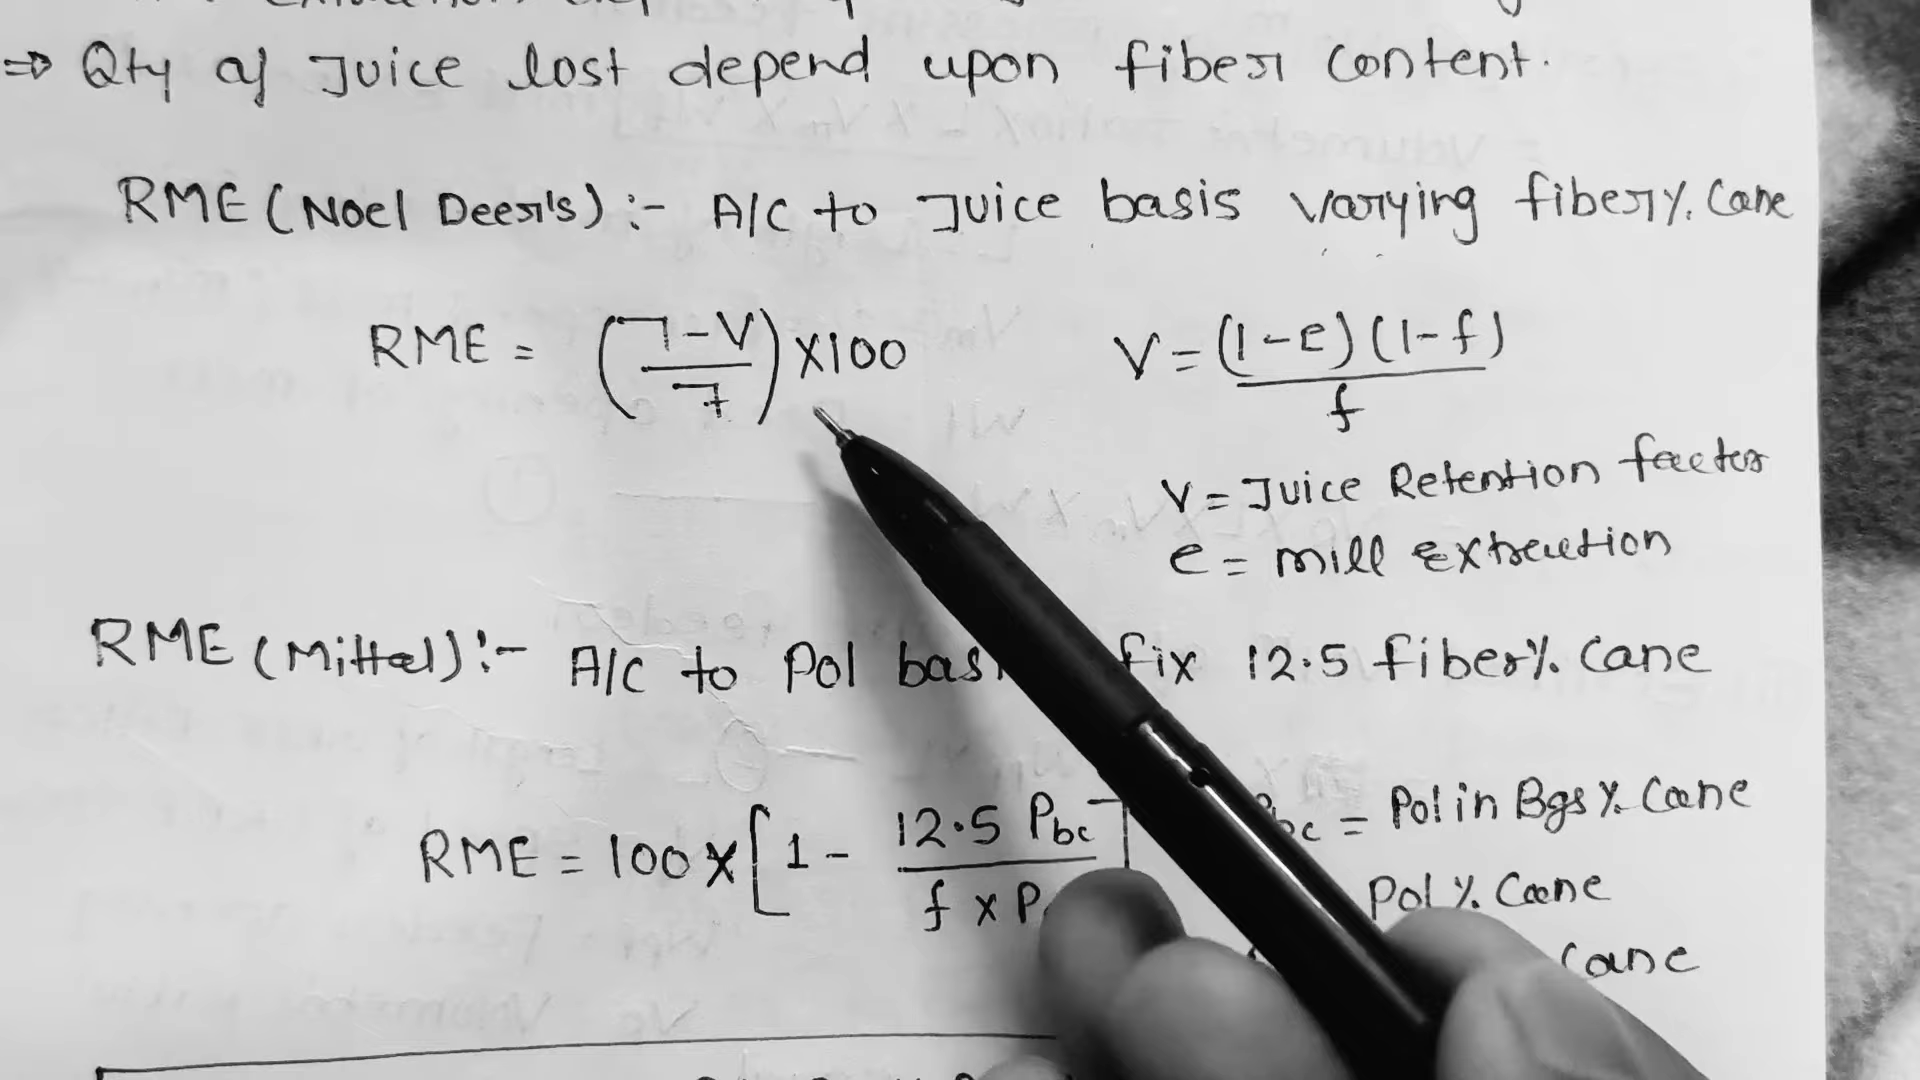 ⇒ Qty of Juice lost depend upon fiber content.
RME (Noel Deer's) :- A/C to Juice basis varying fiber % Cane
RME = ( (7-V) / 7 ) X100
V = (1-e) (1-f) / f
V = Juice Retention factor
e = mill Extraction
RME (Mittal) :- A/C to Pol fix 12.5 fiber % Cane
RME = 100 X [ 1 - 12.5 Pbc / f x P ]
bc = Pol in Bgs % Cane
Pol % Cane
Cane